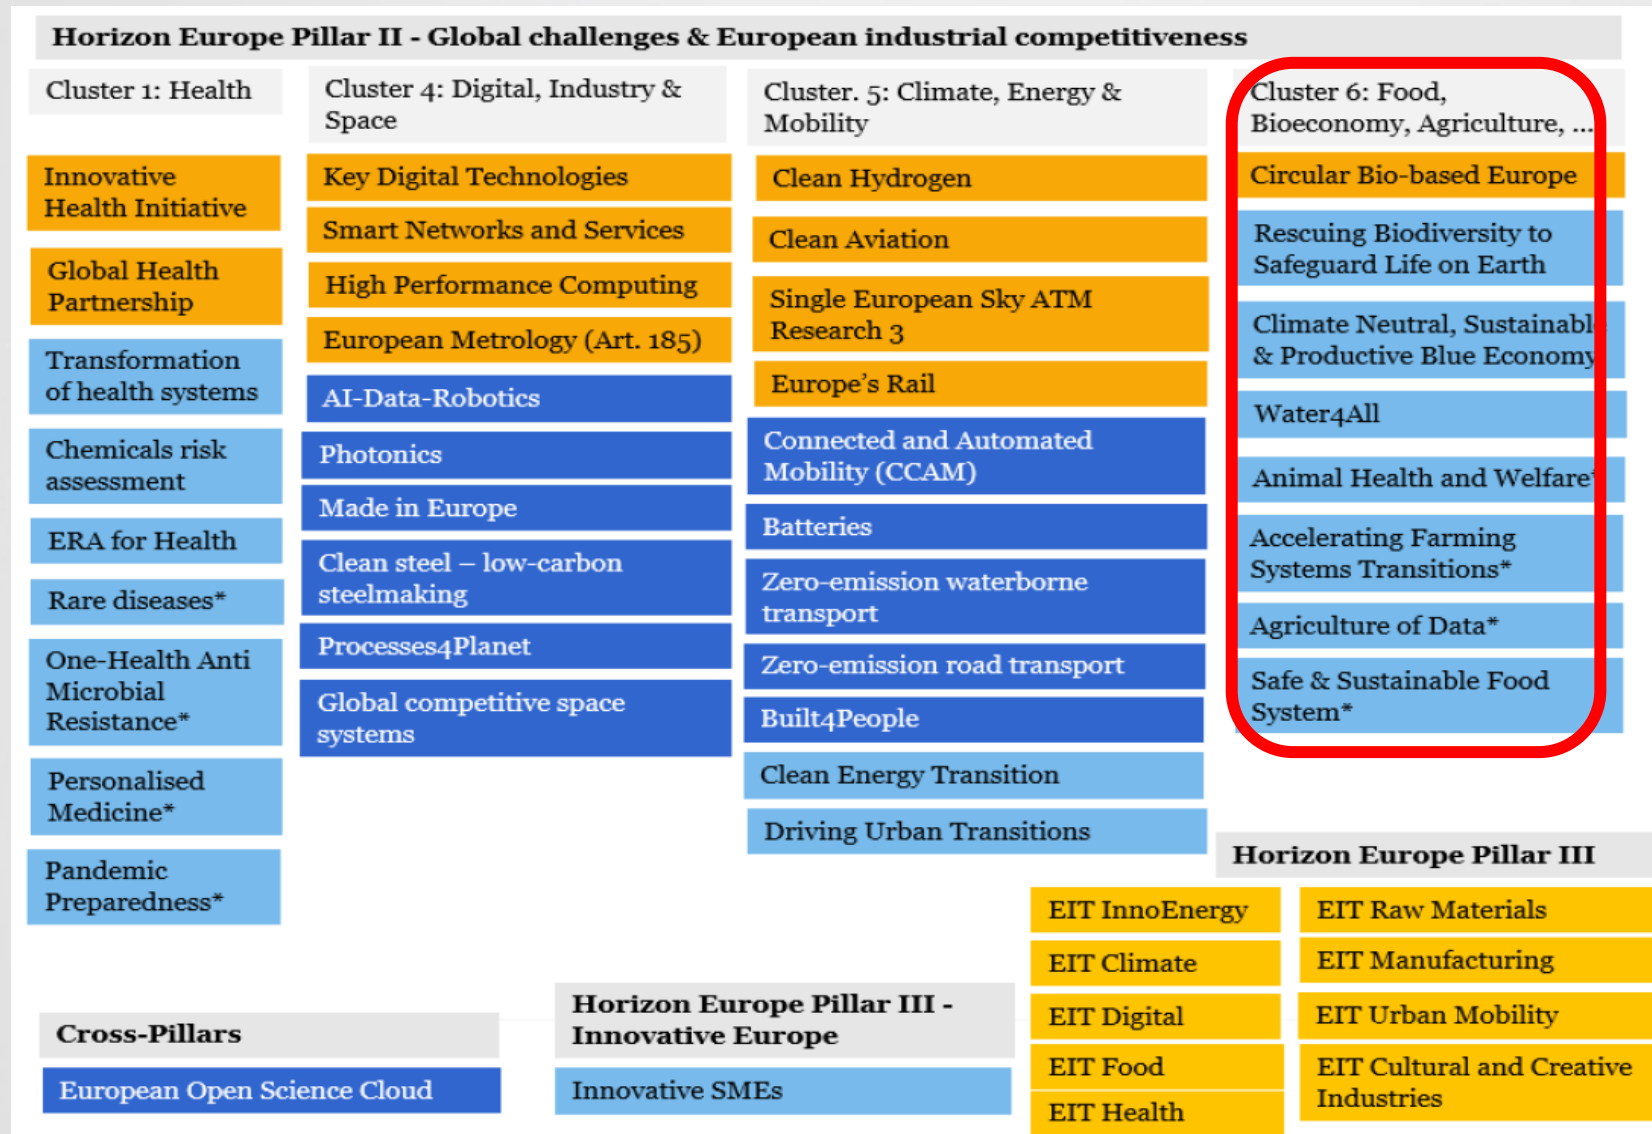 Horizon Europe Pillar II - Global challenges & European industrial competitiveness
Cluster 1: Health
Innovative
Health Initiative
Global Health
Partnership
Transformation
of health systems
Chemicals risk
assessment
ERA for Health
Rare diseases*
One-Health Anti
Microbial
Resistance*
Personalised
Medicine*
Pandemic
Preparedness*
Cluster 4: Digital, Industry &
Space
Key Digital Technologies
Smart Networks and Services
High Performance Computing
European Metrology (Art. 185)
AI-Data-Robotics
Photonics
Made in Europe
Clean steel – low-carbon
steelmaking
Processes4Planet
Global competitive space
systems
Cluster. 5: Climate, Energy &
Mobility
Clean Hydrogen
Clean Aviation
Single European Sky ATM
Research 3
Europe's Rail
Connected and Automated
Mobility (CCAM)
Batteries
Zero-emission waterborne
transport
Zero-emission road transport
Built4People
Clean Energy Transition
Driving Urban Transitions
Cluster 6: Food,
Bioeconomy, Agriculture, ...
Circular Bio-based Europe
Rescuing Biodiversity to
Safeguard Life on Earth
Climate Neutral, Sustainable
& Productive Blue Economy
Water4All
Animal Health and Welfare*
Accelerating Farming
Systems Transitions*
Agriculture of Data*
Safe & Sustainable Food
System*
Horizon Europe Pillar III
EIT InnoEnergy
EIT Climate
EIT Digital
EIT Food
EIT Health
EIT Raw Materials
EIT Manufacturing
EIT Urban Mobility
EIT Cultural and Creative
Industries
Horizon Europe Pillar III -
Innovative Europe
Innovative SMEs
Cross-Pillars
European Open Science Cloud